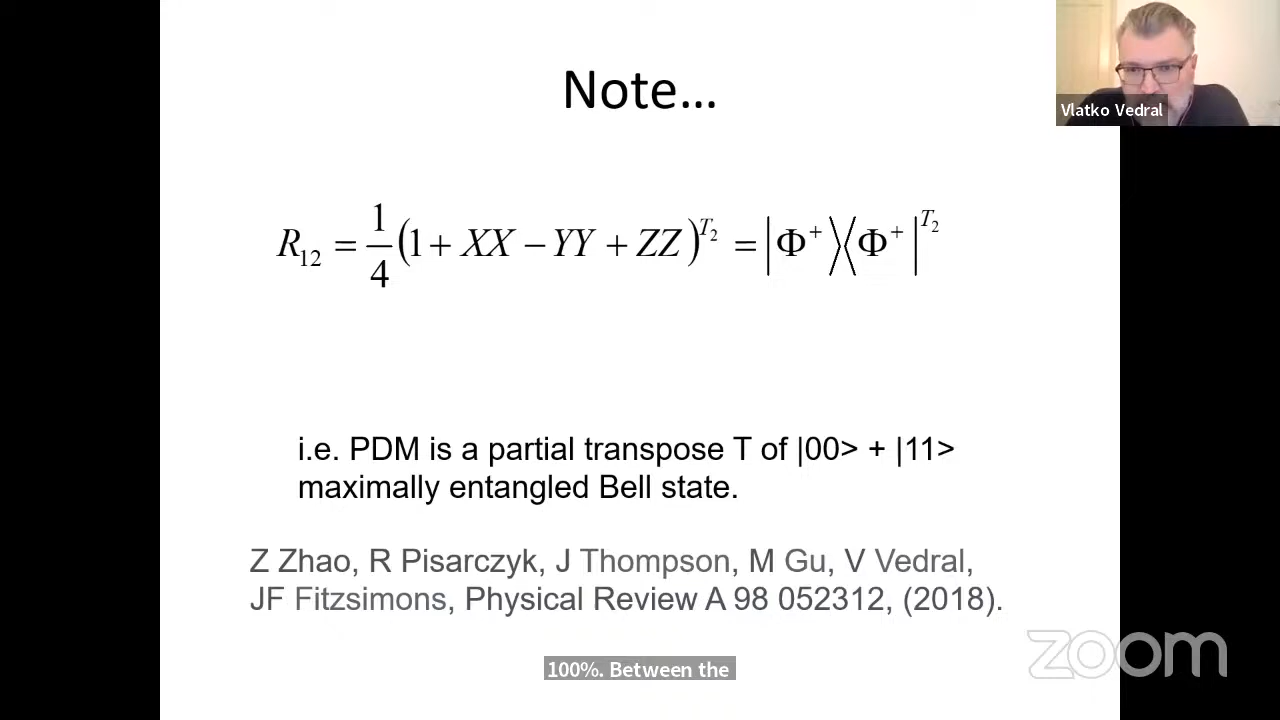 Note...
Vlatko Vedral
R₁₂ = 1/4 (1 + XX − YY + ZZ)^T₂ = |Φ⁺⟩⟨Φ⁺|^T₂
i.e. PDM is a partial transpose T of |00> + |11>
maximally entangled Bell state.
Z Zhao, R Pisarczyk, J Thompson, M Gu, V Vedral,
JF Fitzsimons, Physical Review A 98 052312, (2018).
zoom
100%. Between the